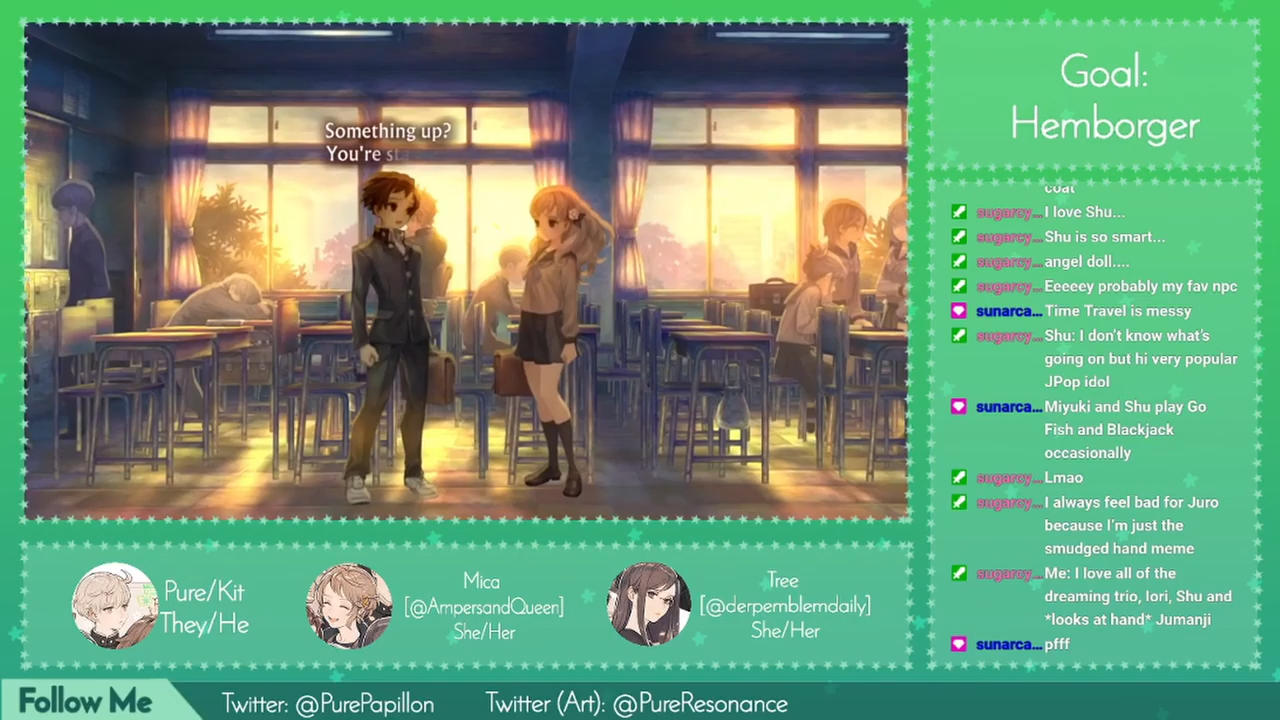 Something up?
You're st
Goal:
Hemborger
coat
sugarcy... I love Shu...
sugarcy... Shu is so smart...
sugarcy... angel doll....
sugarcy... Eeeeey probably my fav npc
sunarca... Time Travel is messy
sugarcy... Shu: I don't know what's
going on but hi very popular
JPop idol
sunarca... Miyuki and Shu play Go
Fish and Blackjack
occasionally
sugarcy... Lmao
sugarcy... I always feel bad for Juro
because I'm just the
smudged hand meme
sugarcy... Me: I love all of the
dreaming trio, Iori, Shu and
*looks at hand* Jumanji
sunarca... pfff
Pure/Kit
They/He
Mica
[@AmpersandQueen]
She/Her
Tree
[@derpemblemdaily]
She/Her
Follow Me
Twitter: @PurePapillon
Twitter (Art): @PureResonance